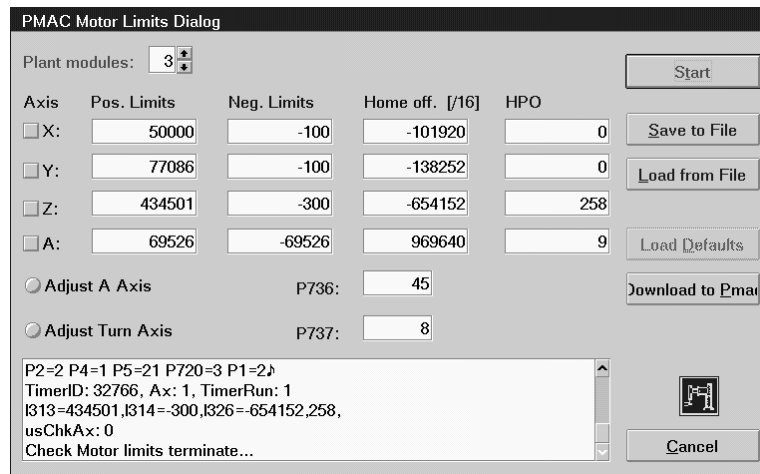 PMAC Motor Limits Dialog
Plant modules: 3
Start
Axis Pos. Limits Neg. Limits Home off. [/16] HPO
X: 50000 -100 -101920 0
Save to File
Y: 77086 -100 -138252 0
Load from File
Z: 434501 -300 -654152 258
A: 69526 -69526 969640 9
Load Defaults
Adjust A Axis P736: 45
Download to Pmac
Adjust Turn Axis P737: 8
P2=2 P4=1 P5=21 P720=3 P1=2♪
TimerID: 32766, Ax: 1, TimerRun: 1
I313=434501,I314=-300,I326=-654152,258,
usChkAx: 0
Check Motor limits terminate...
Cancel